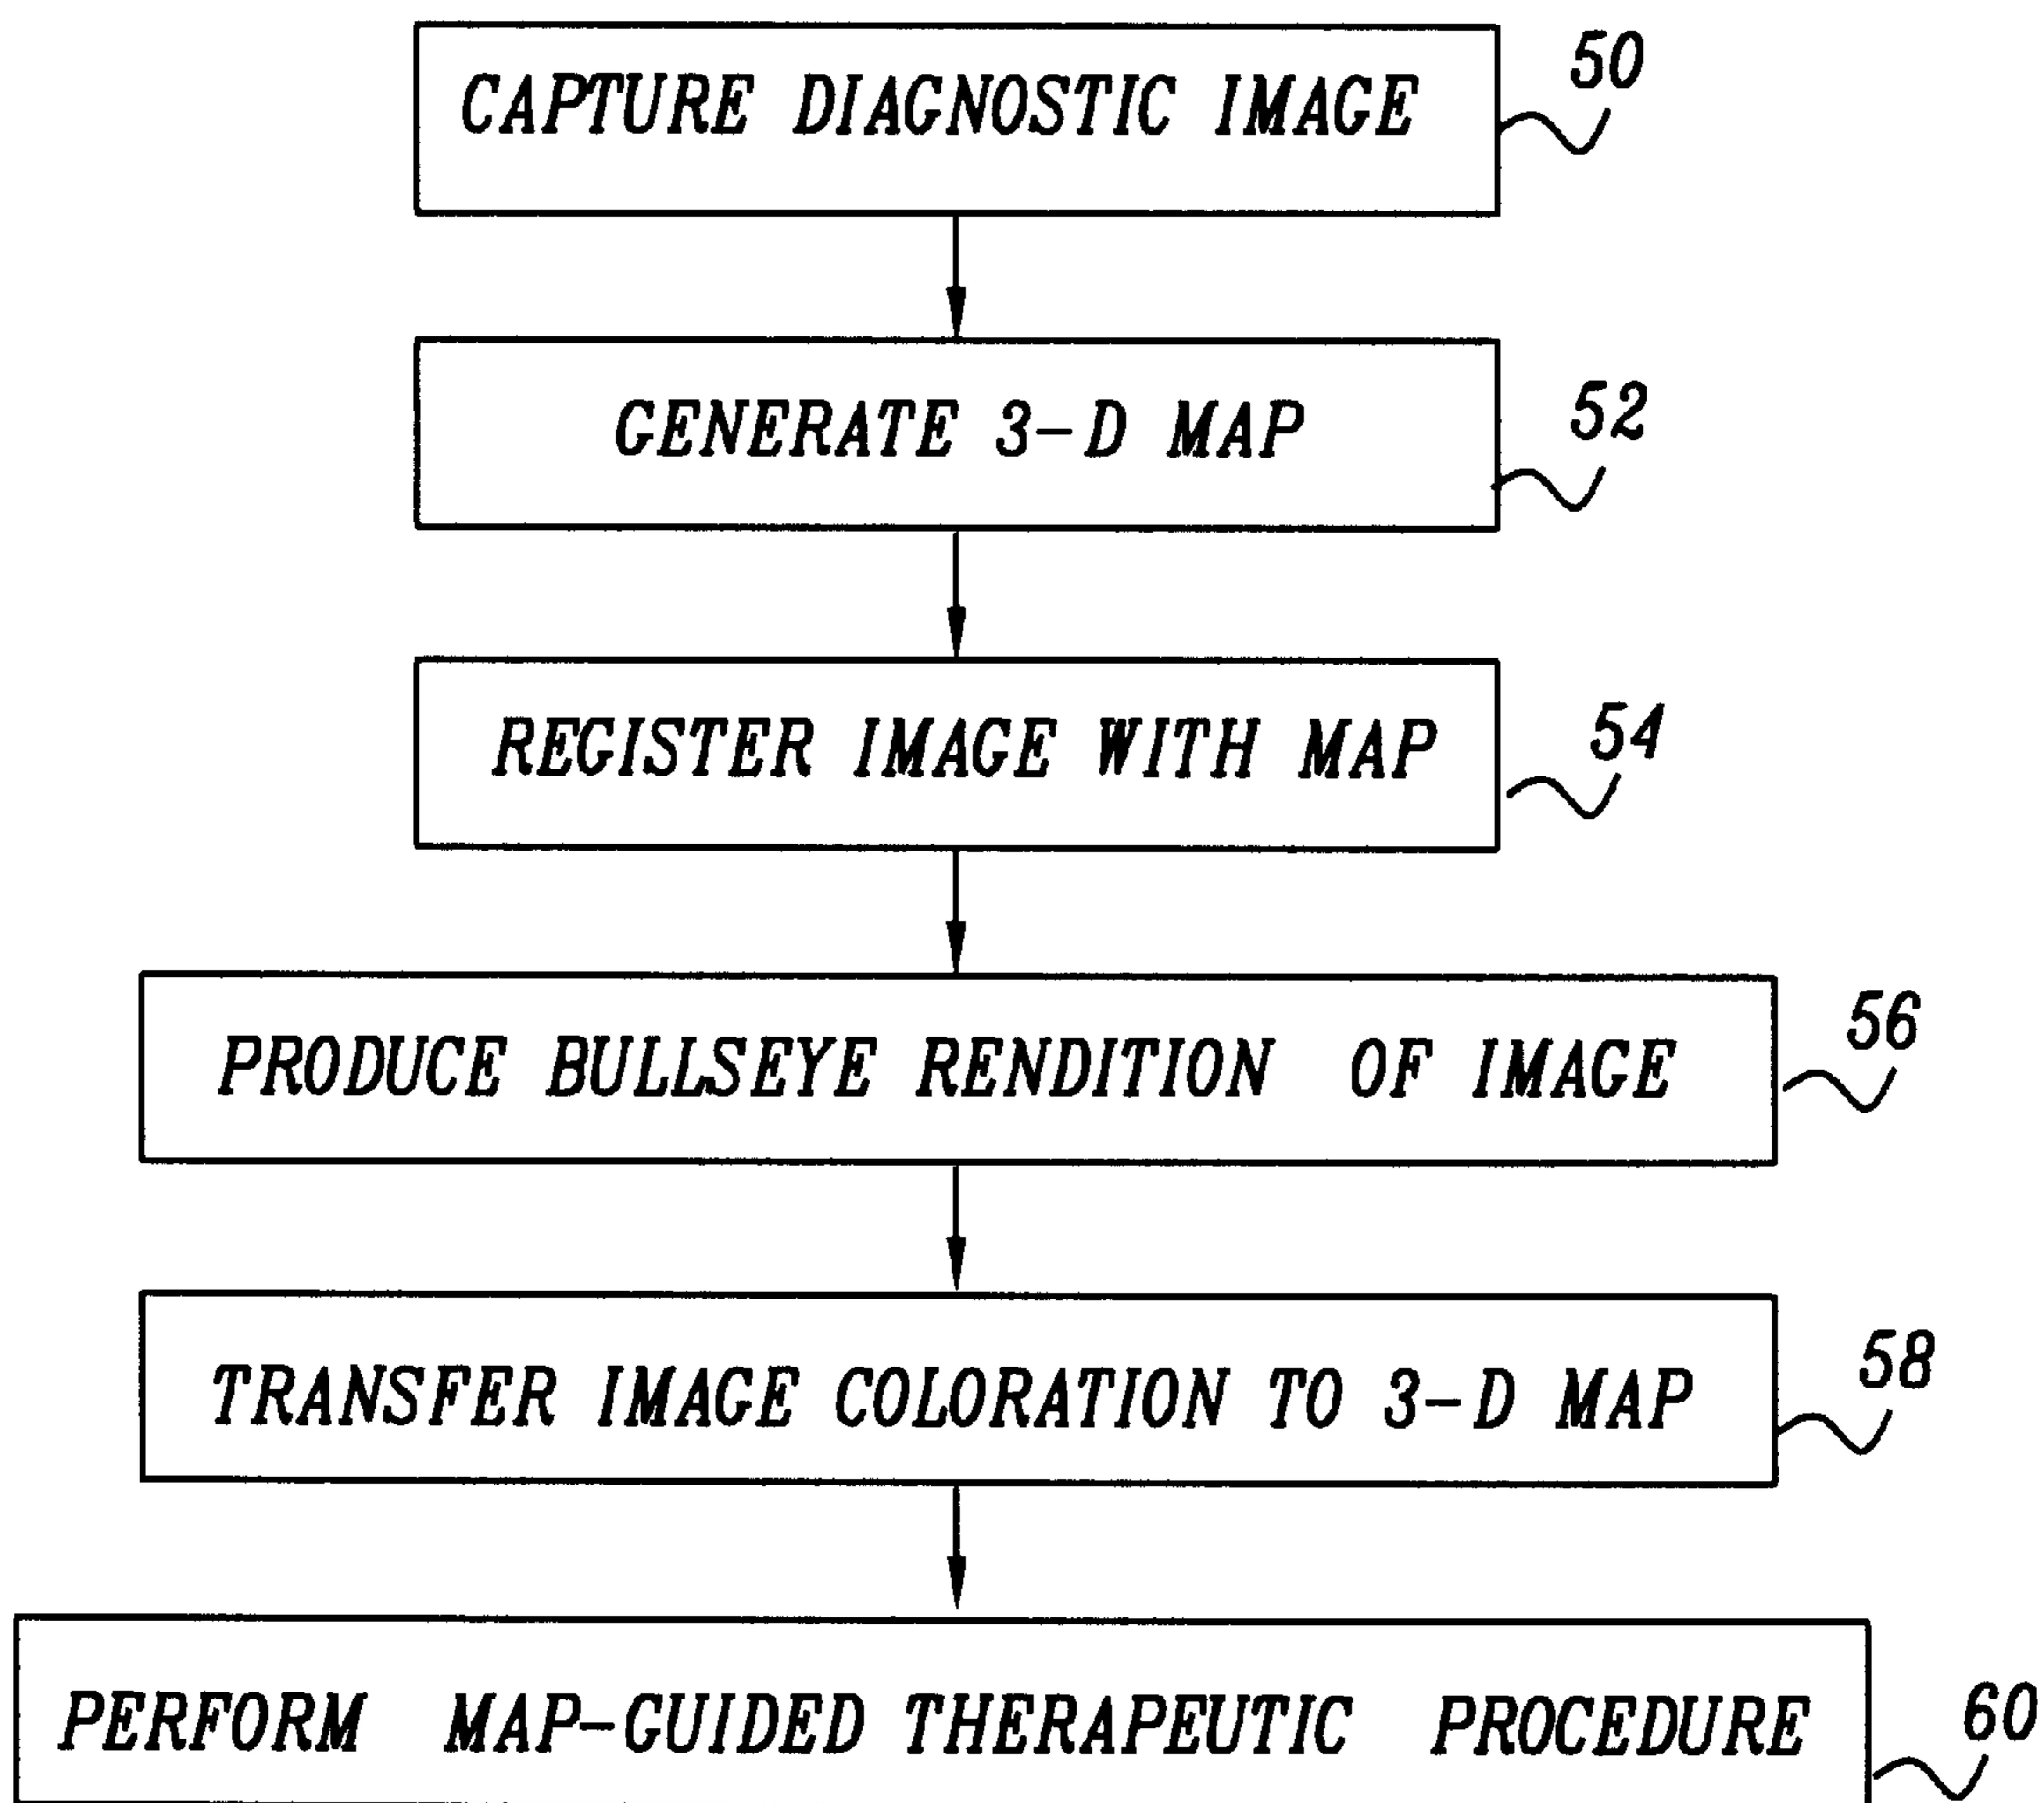 CAPTURE DIAGNOSTIC IMAGE
50
GENERATE 3-D MAP
52
REGISTER IMAGE WITH MAP
54
PRODUCE BULLSEYE RENDITION OF IMAGE
56
TRANSFER IMAGE COLORATION TO 3-D MAP
58
PERFORM MAP-GUIDED THERAPEUTIC PROCEDURE
60